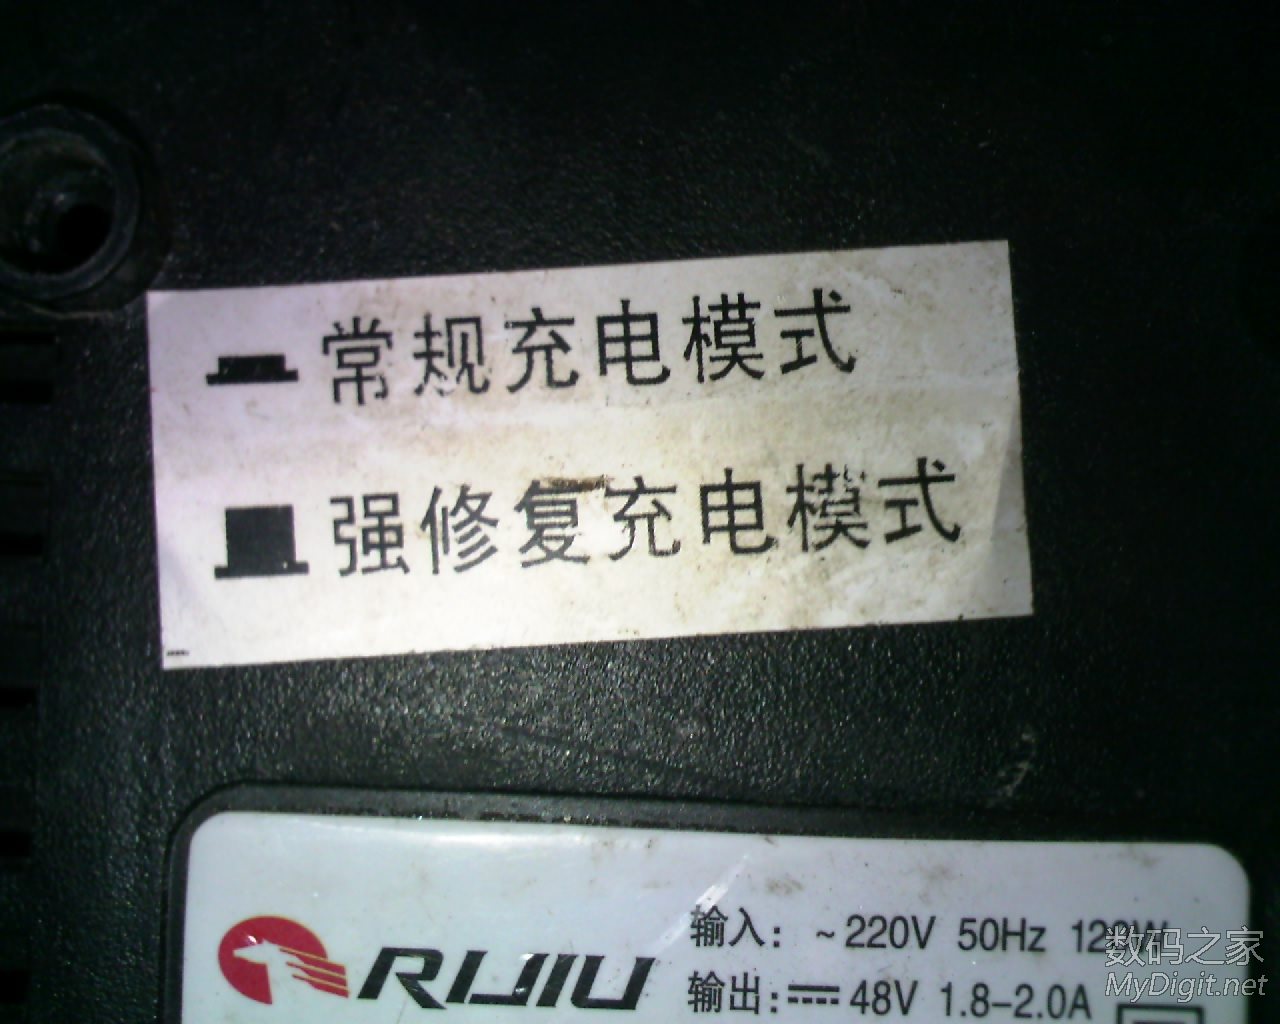 常规充电模式
强修复充电模式
RIJIU
输入: ~220V 50Hz
输出: 48V 1.8-2.0A
数码之家
MyDigit.net